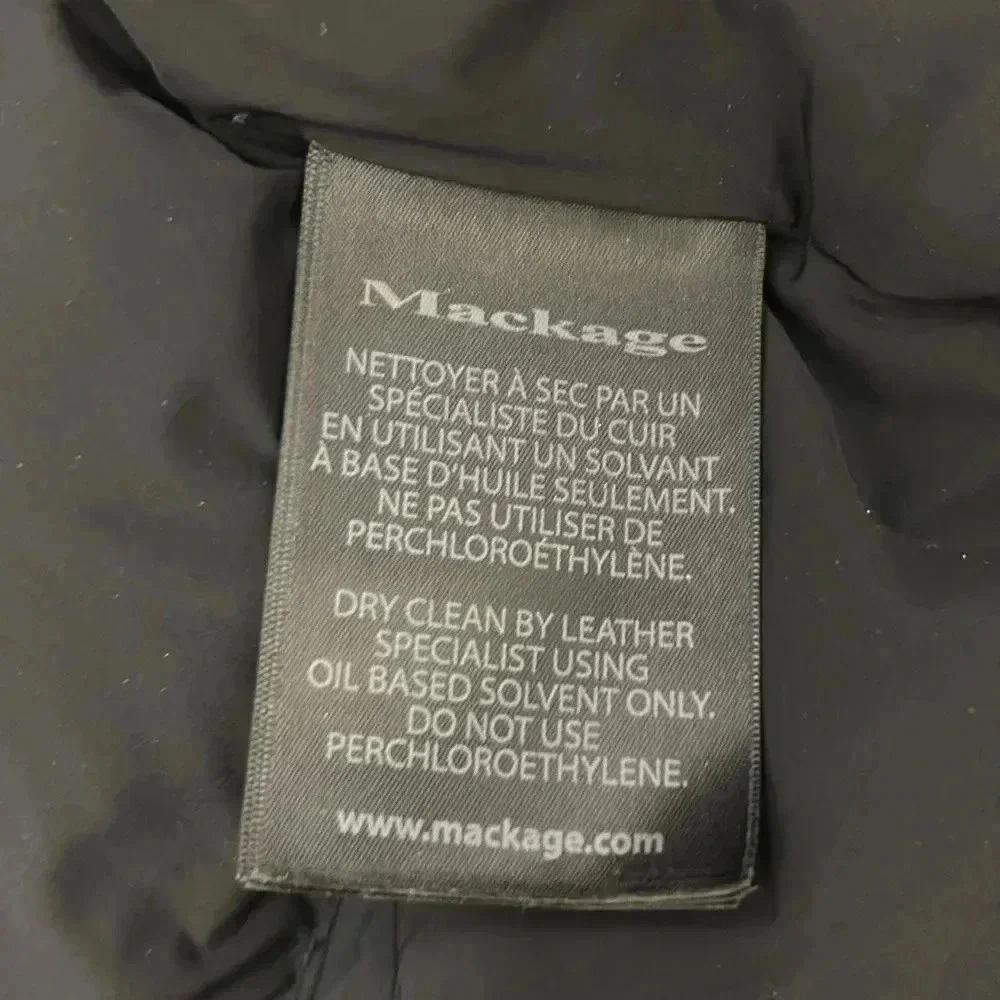 Mackage
NETTOYER À SEC PAR UN
SPÉCIALISTE DU CUIR
EN UTILISANT UN SOLVANT
À BASE D'HUILE SEULEMENT.
NE PAS UTILISER DE
PERCHLOROÉTHYLÈNE.
DRY CLEAN BY LEATHER
SPECIALIST USING
OIL BASED SOLVENT ONLY.
DO NOT USE
PERCHLOROETHYLENE.
www.mackage.com